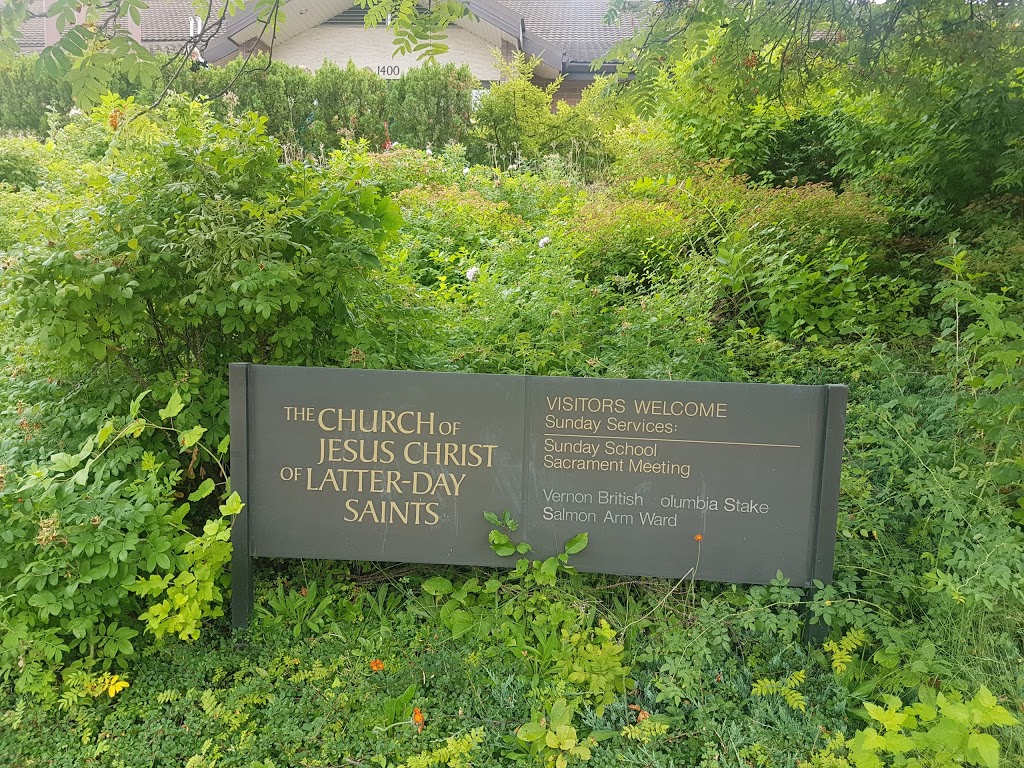 1400
THE CHURCH OF
JESUS CHRIST
OF LATTER-DAY
SAINTS
VISITORS WELCOME
Sunday Services:
Sunday School
Sacrament Meeting
Vernon British olumbia Stake
Salmon Arm Ward